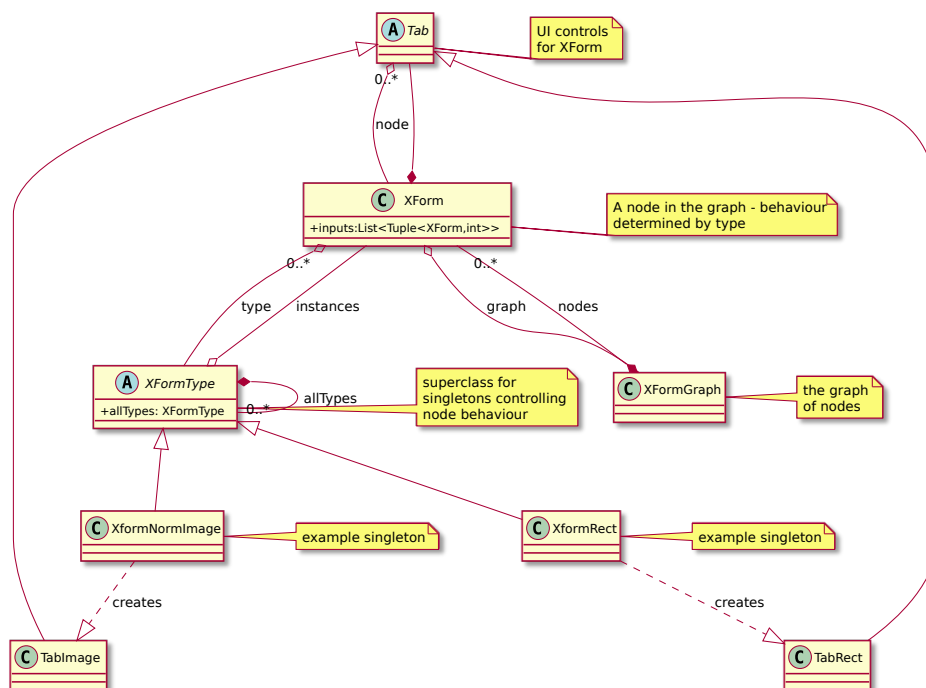 A Tab
UI controls
for XForm
0..*
node
C XForm
+inputs:List<Tuple<XForm,int>>
A node in the graph - behaviour
determined by type
0..*
0..*
type
instances
graph
nodes
A XFormType
+allTypes: XFormType
allTypes
0..*
superclass for
singletons controlling
node behaviour
C XFormGraph
the graph
of nodes
C XformNormImage
example singleton
C XformRect
example singleton
creates
creates
C TabImage
C TabRect